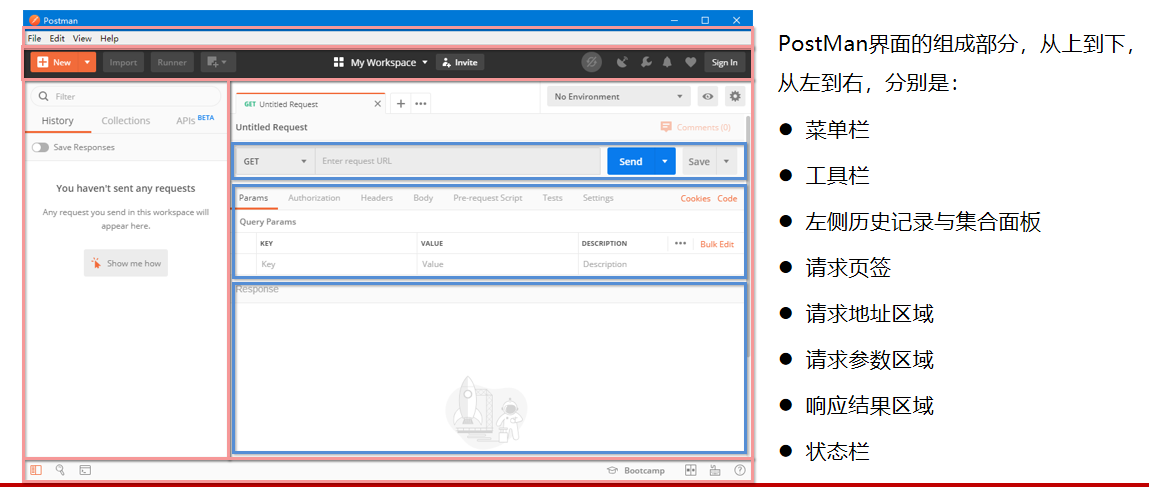 Postman
File Edit View Help
New Import Runner My Workspace Invite Sign In
Filter
History Collections APIs BETA
Save Responses
You haven't sent any requests
Any request you send in this workspace will
appear here.
Show me how
GET Untitled Request
No Environment
Untitled Request
Comments (0)
GET Enter request URL Send Save
Params Authorization Headers Body Pre-request Script Tests Settings Cookies Code
Query Params
KEY VALUE DESCRIPTION Bulk Edit
Key Value Description
Response
Bootcamp
PostMan界面的组成部分，从上到下，
从左到右，分别是：
● 菜单栏
● 工具栏
● 左侧历史记录与集合面板
● 请求页签
● 请求地址区域
● 请求参数区域
● 响应结果区域
● 状态栏